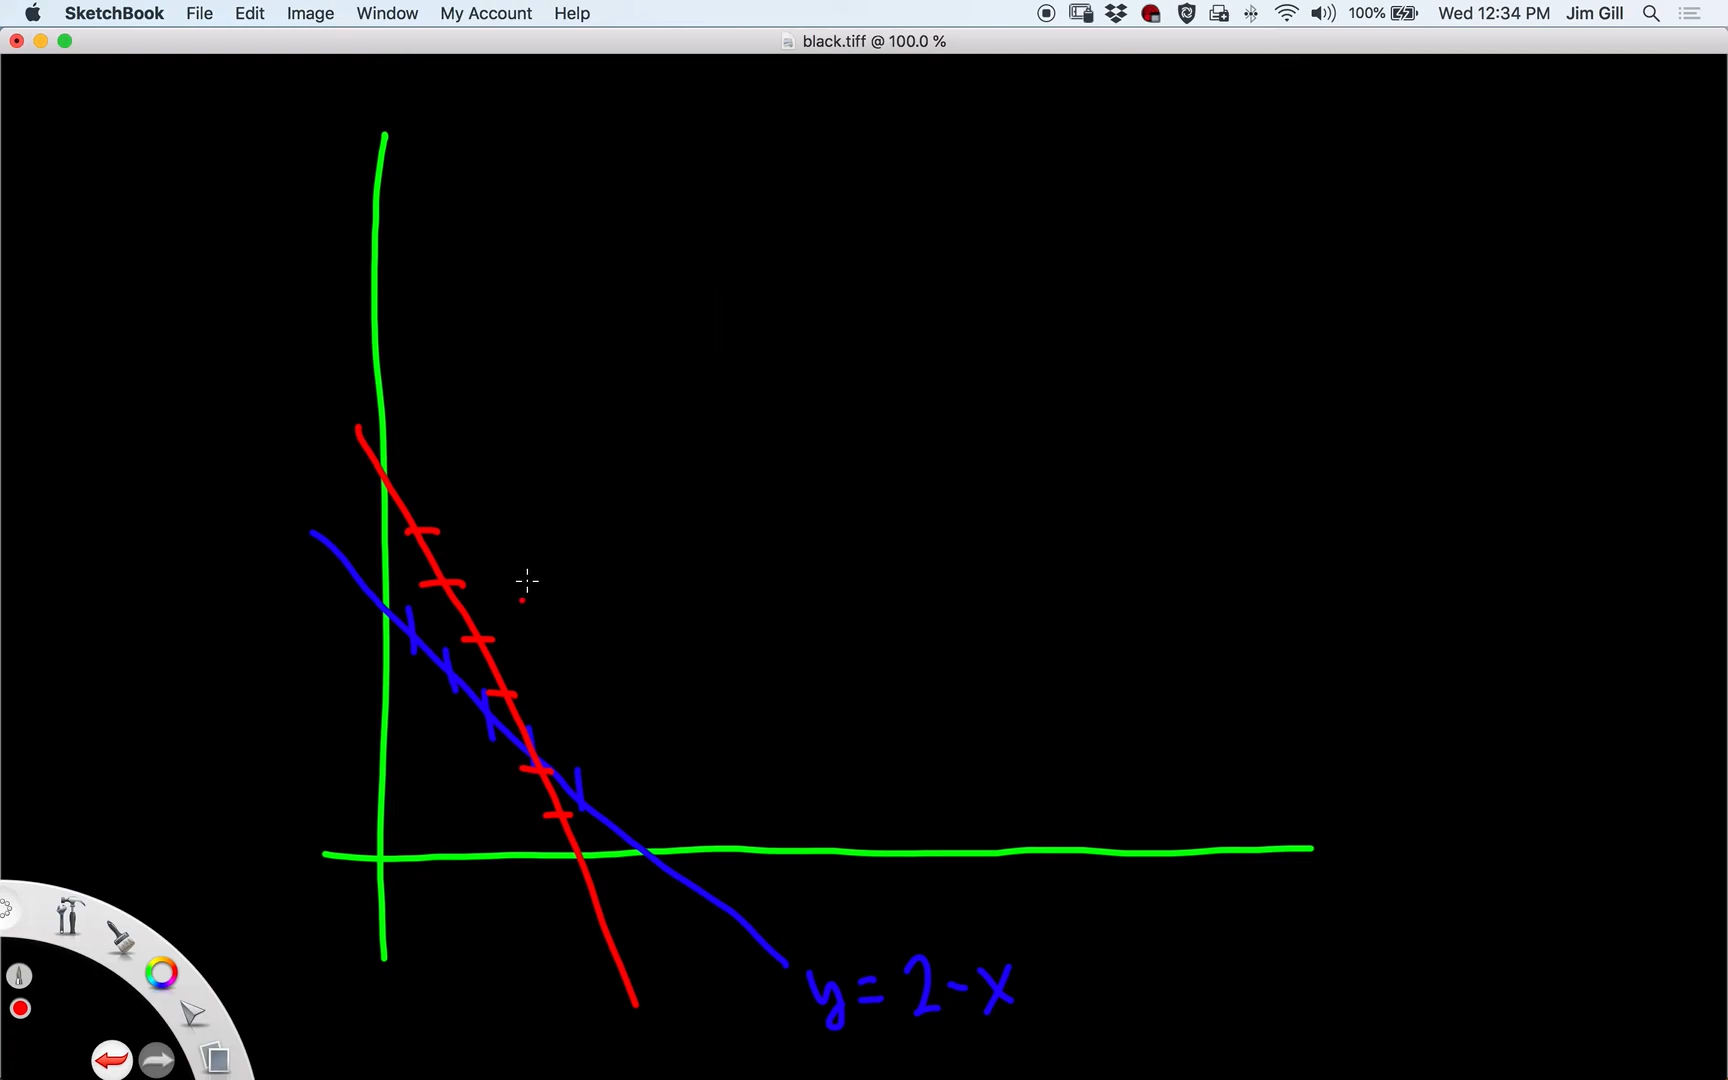 SketchBook File Edit Image Window My Account Help 100% Wed 12:34 PM Jim Gill
black.tiff @ 100.0 %
y = 2 - x